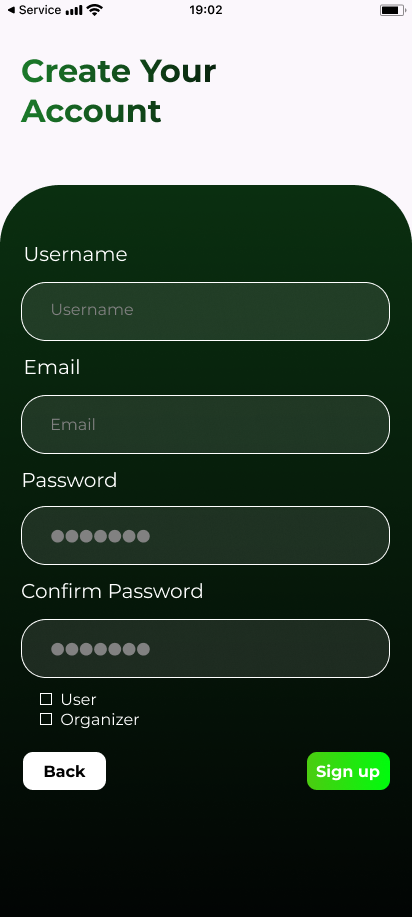 Service 19:02
Create Your
Account
Username
Username
Email
Email
Password
Confirm Password
User
Organizer
Back Sign up